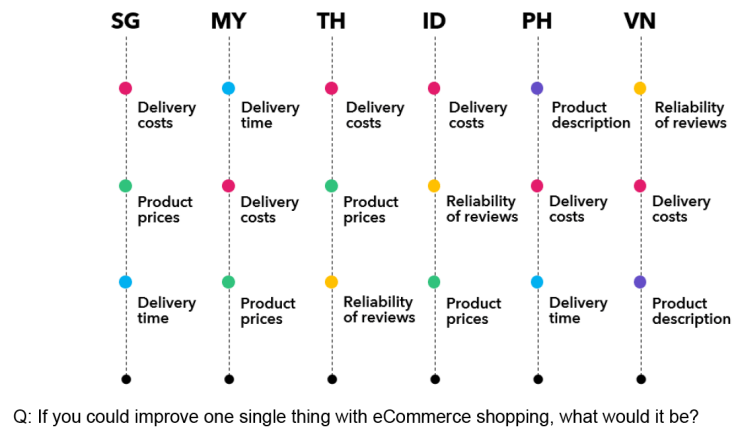 SG MY TH ID PH VN
Delivery
costs
Delivery
time
Delivery
costs
Delivery
costs
Product
description
Reliability
of reviews
Product
prices
Delivery
costs
Product
prices
Reliability
of reviews
Delivery
costs
Delivery
costs
Delivery
time
Product
prices
Reliability
of reviews
Product
prices
Delivery
time
Product
description
Q: If you could improve one single thing with eCommerce shopping, what would it be?